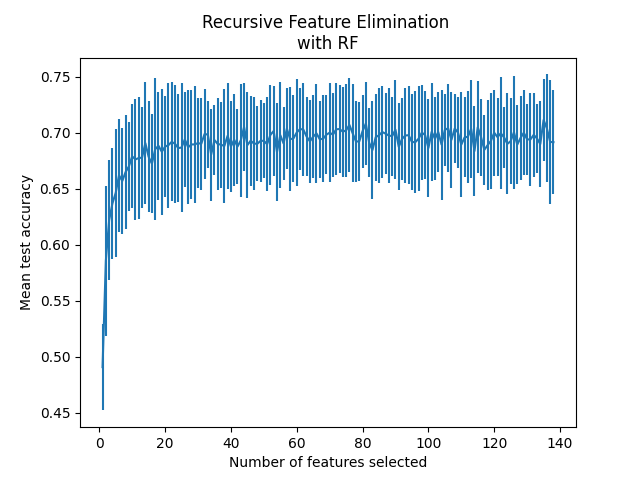 Recursive Feature Elimination
with RF
Mean test accuracy
0.75
0.70
0.65
0.60
0.55
0.50
0.45
0 20 40 60 80 100 120 140
Number of features selected